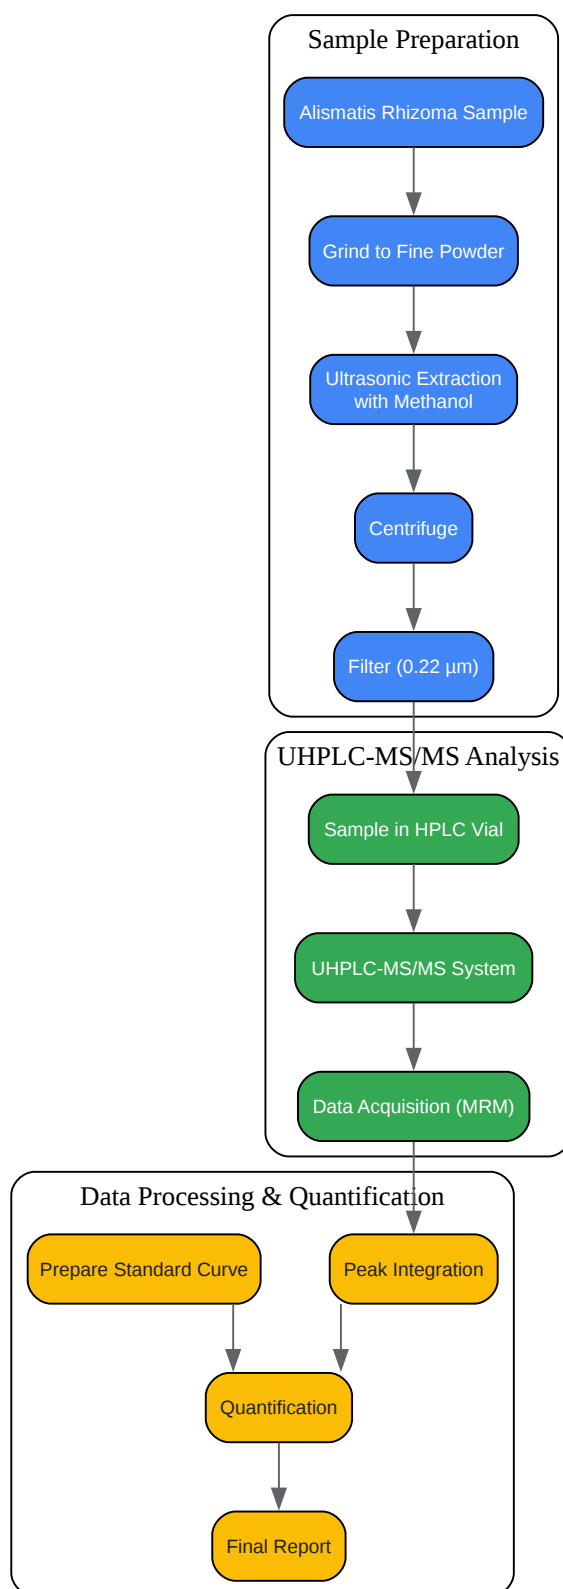 Sample Preparation
Alismatis Rhizoma Sample
Grind to Fine Powder
Ultrasonic Extraction
with Methanol
Centrifuge
Filter (0.22 µm)
UHPLC-MS/MS Analysis
Sample in HPLC Vial
UHPLC-MS/MS System
Data Acquisition (MRM)
Data Processing & Quantification
Prepare Standard Curve
Peak Integration
Quantification
Final Report